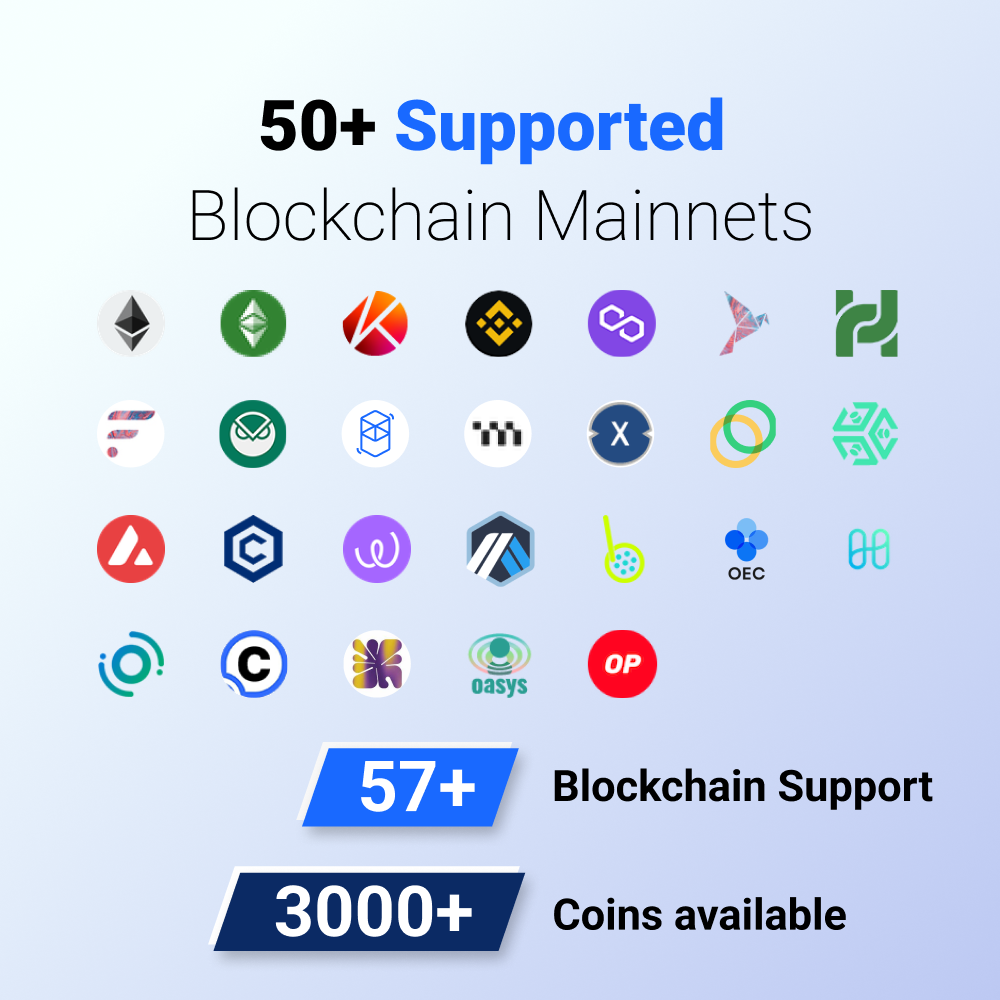 50+ Supported
Blockchain Mainnets
X
OEC
C
oasys
OP
57+ Blockchain Support
3000+ Coins available